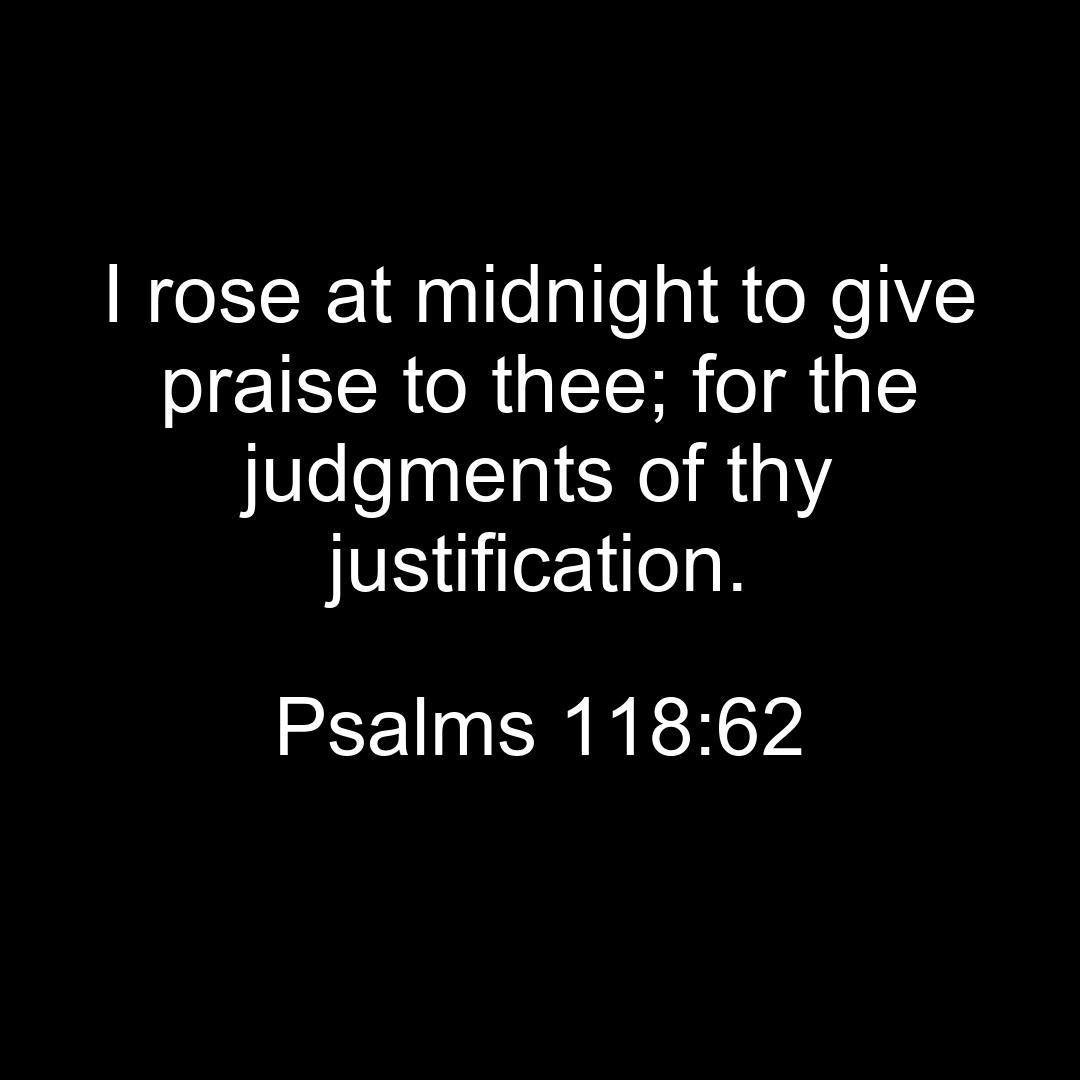 I rose at midnight to give
praise to thee; for the
judgments of thy
justification.
Psalms 118:62